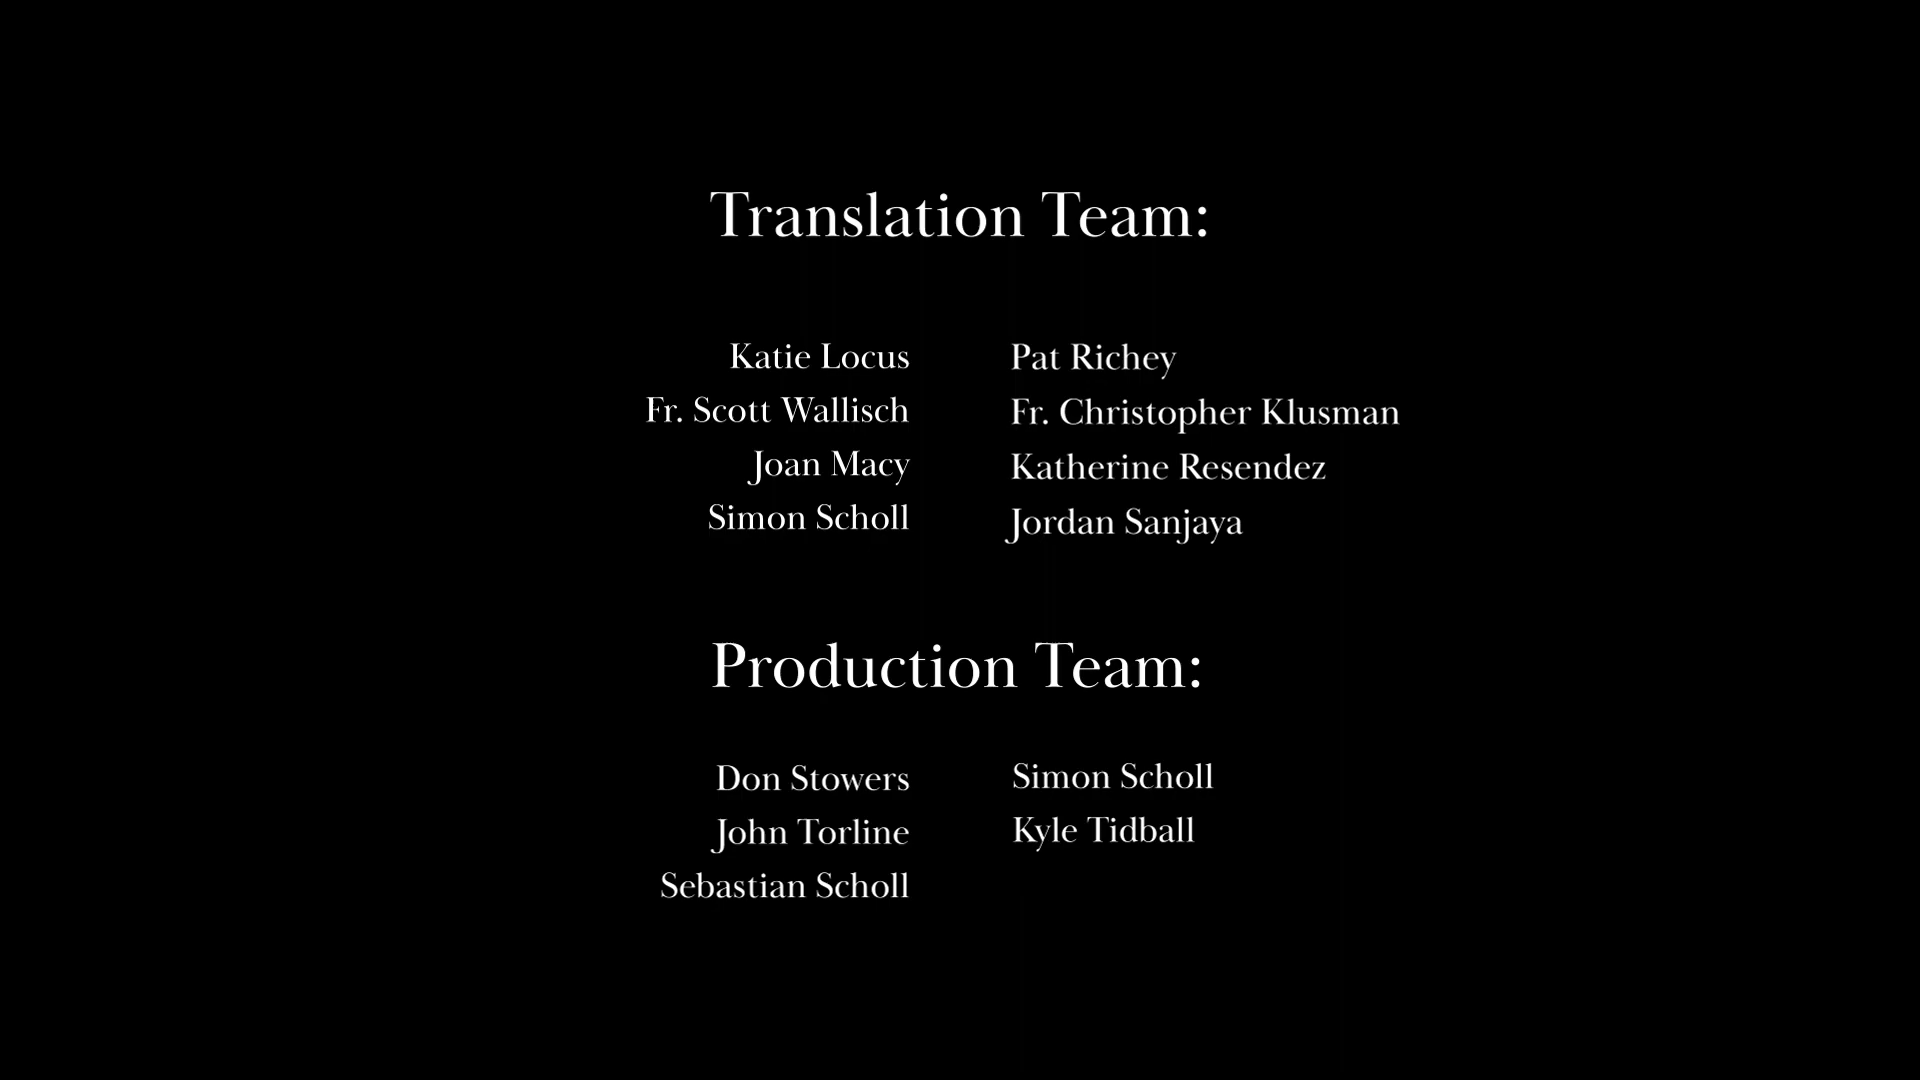 Translation Team:
Katie Locus
Fr. Scott Wallisch
Joan Macy
Simon Scholl
Pat Richey
Fr. Christopher Klusman
Katherine Resendez
Jordan Sanjaya
Production Team:
Don Stowers
John Torline
Sebastian Scholl
Simon Scholl
Kyle Tidball